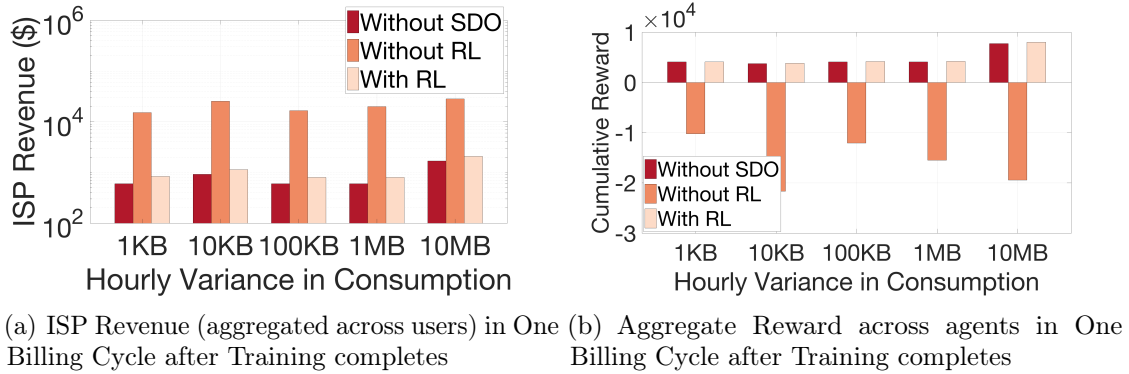 ISP Revenue ($)
10^6
10^4
10^2
Without SDO
Without RL
With RL
1KB 10KB 100KB 1MB 10MB
Hourly Variance in Consumption
Cumulative Reward
×10^4
1
0
-1
-2
-3
Without SDO
Without RL
With RL
1KB 10KB 100KB 1MB 10MB
Hourly Variance in Consumption
(a) ISP Revenue (aggregated across users) in One
Billing Cycle after Training completes
(b) Aggregate Reward across agents in One
Billing Cycle after Training completes